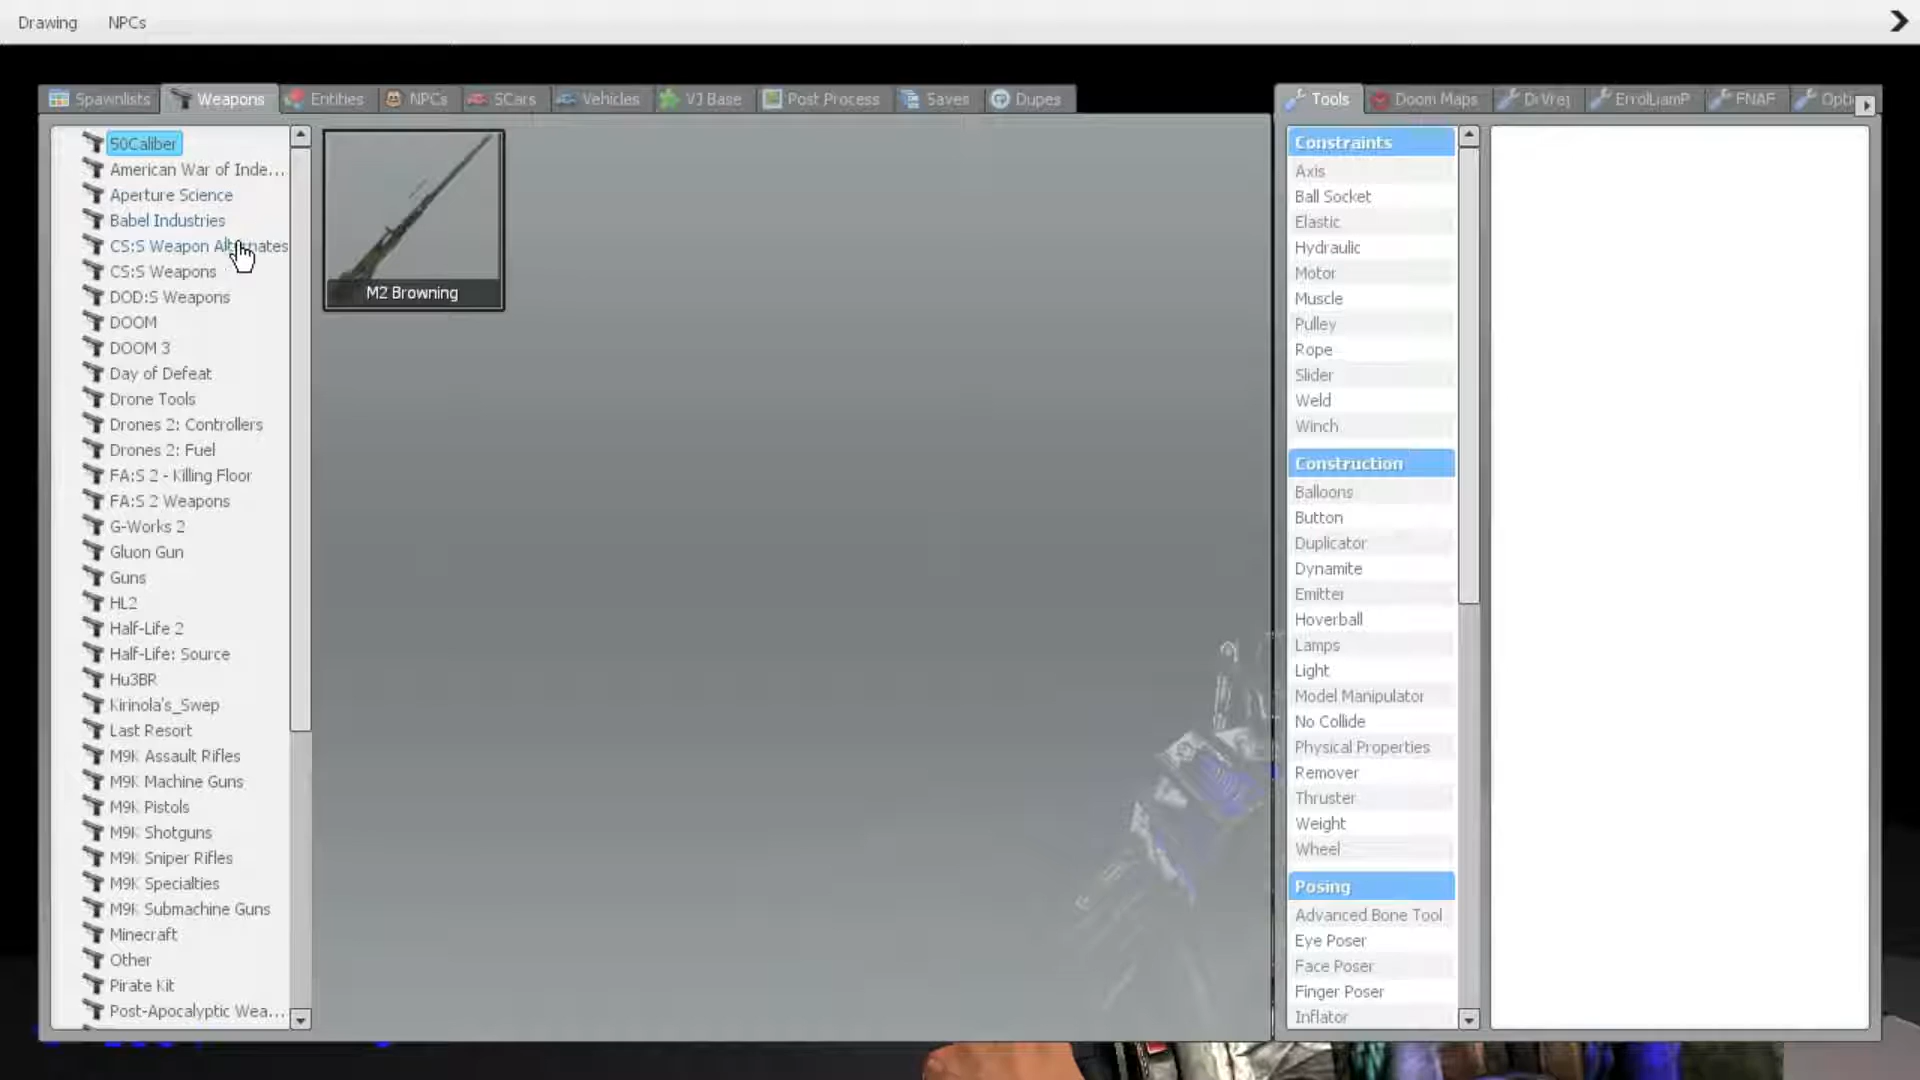 Drawing NPCs
Spawnlists Weapons Entities NPCs SCars Vehicles VJ Base Post Process Saves Dupes
Tools Doom Maps DrVrej ErrolLiamP FNAF Opti
50Caliber
American War of Inde...
Aperture Science
Babel Industries
CS:S Weapon Alternates
CS:S Weapons
DOD:S Weapons
DOOM
DOOM 3
Day of Defeat
Drone Tools
Drones 2: Controllers
Drones 2: Fuel
FA:S 2 - Killing Floor
FA:S 2 Weapons
G-Works 2
Gluon Gun
Guns
HL2
Half-Life 2
Half-Life: Source
Hu3BR
Kirinola's_Swep
Last Resort
M9K Assault Rifles
M9K Machine Guns
M9K Pistols
M9K Shotguns
M9K Sniper Rifles
M9K Specialties
M9K Submachine Guns
Minecraft
Other
Pirate Kit
Post-Apocalyptic Wea...
M2 Browning
Constraints
Axis
Ball Socket
Elastic
Hydraulic
Motor
Muscle
Pulley
Rope
Slider
Weld
Winch
Construction
Balloons
Button
Duplicator
Dynamite
Emitter
Hoverball
Lamps
Light
Model Manipulator
No Collide
Physical Properties
Remover
Thruster
Weight
Wheel
Posing
Advanced Bone Tool
Eye Poser
Face Poser
Finger Poser
Inflator